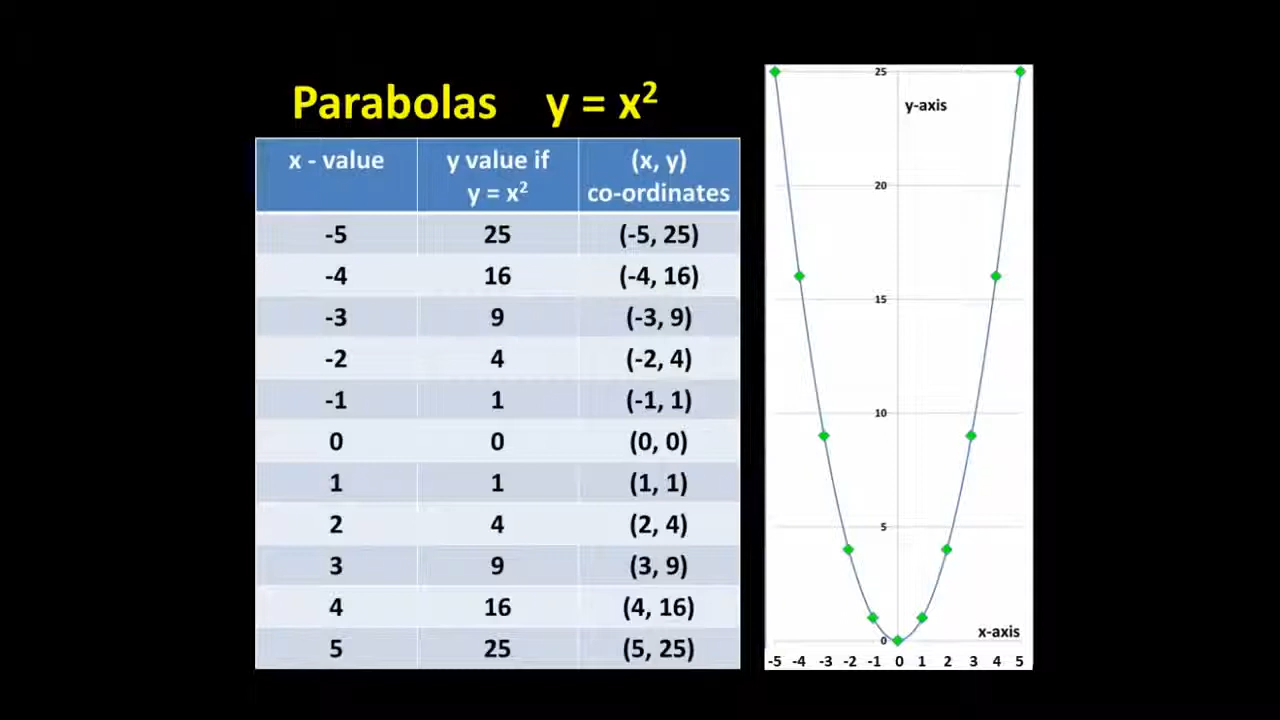 Parabolas y = x²
x - value y value if (x, y)
y = x² co-ordinates
-5 25 (-5, 25)
-4 16 (-4, 16)
-3 9 (-3, 9)
-2 4 (-2, 4)
-1 1 (-1, 1)
0 0 (0, 0)
1 1 (1, 1)
2 4 (2, 4)
3 9 (3, 9)
4 16 (4, 16)
5 25 (5, 25)
25
y-axis
20
15
10
5
x-axis
0
-5 -4 -3 -2 -1 0 1 2 3 4 5